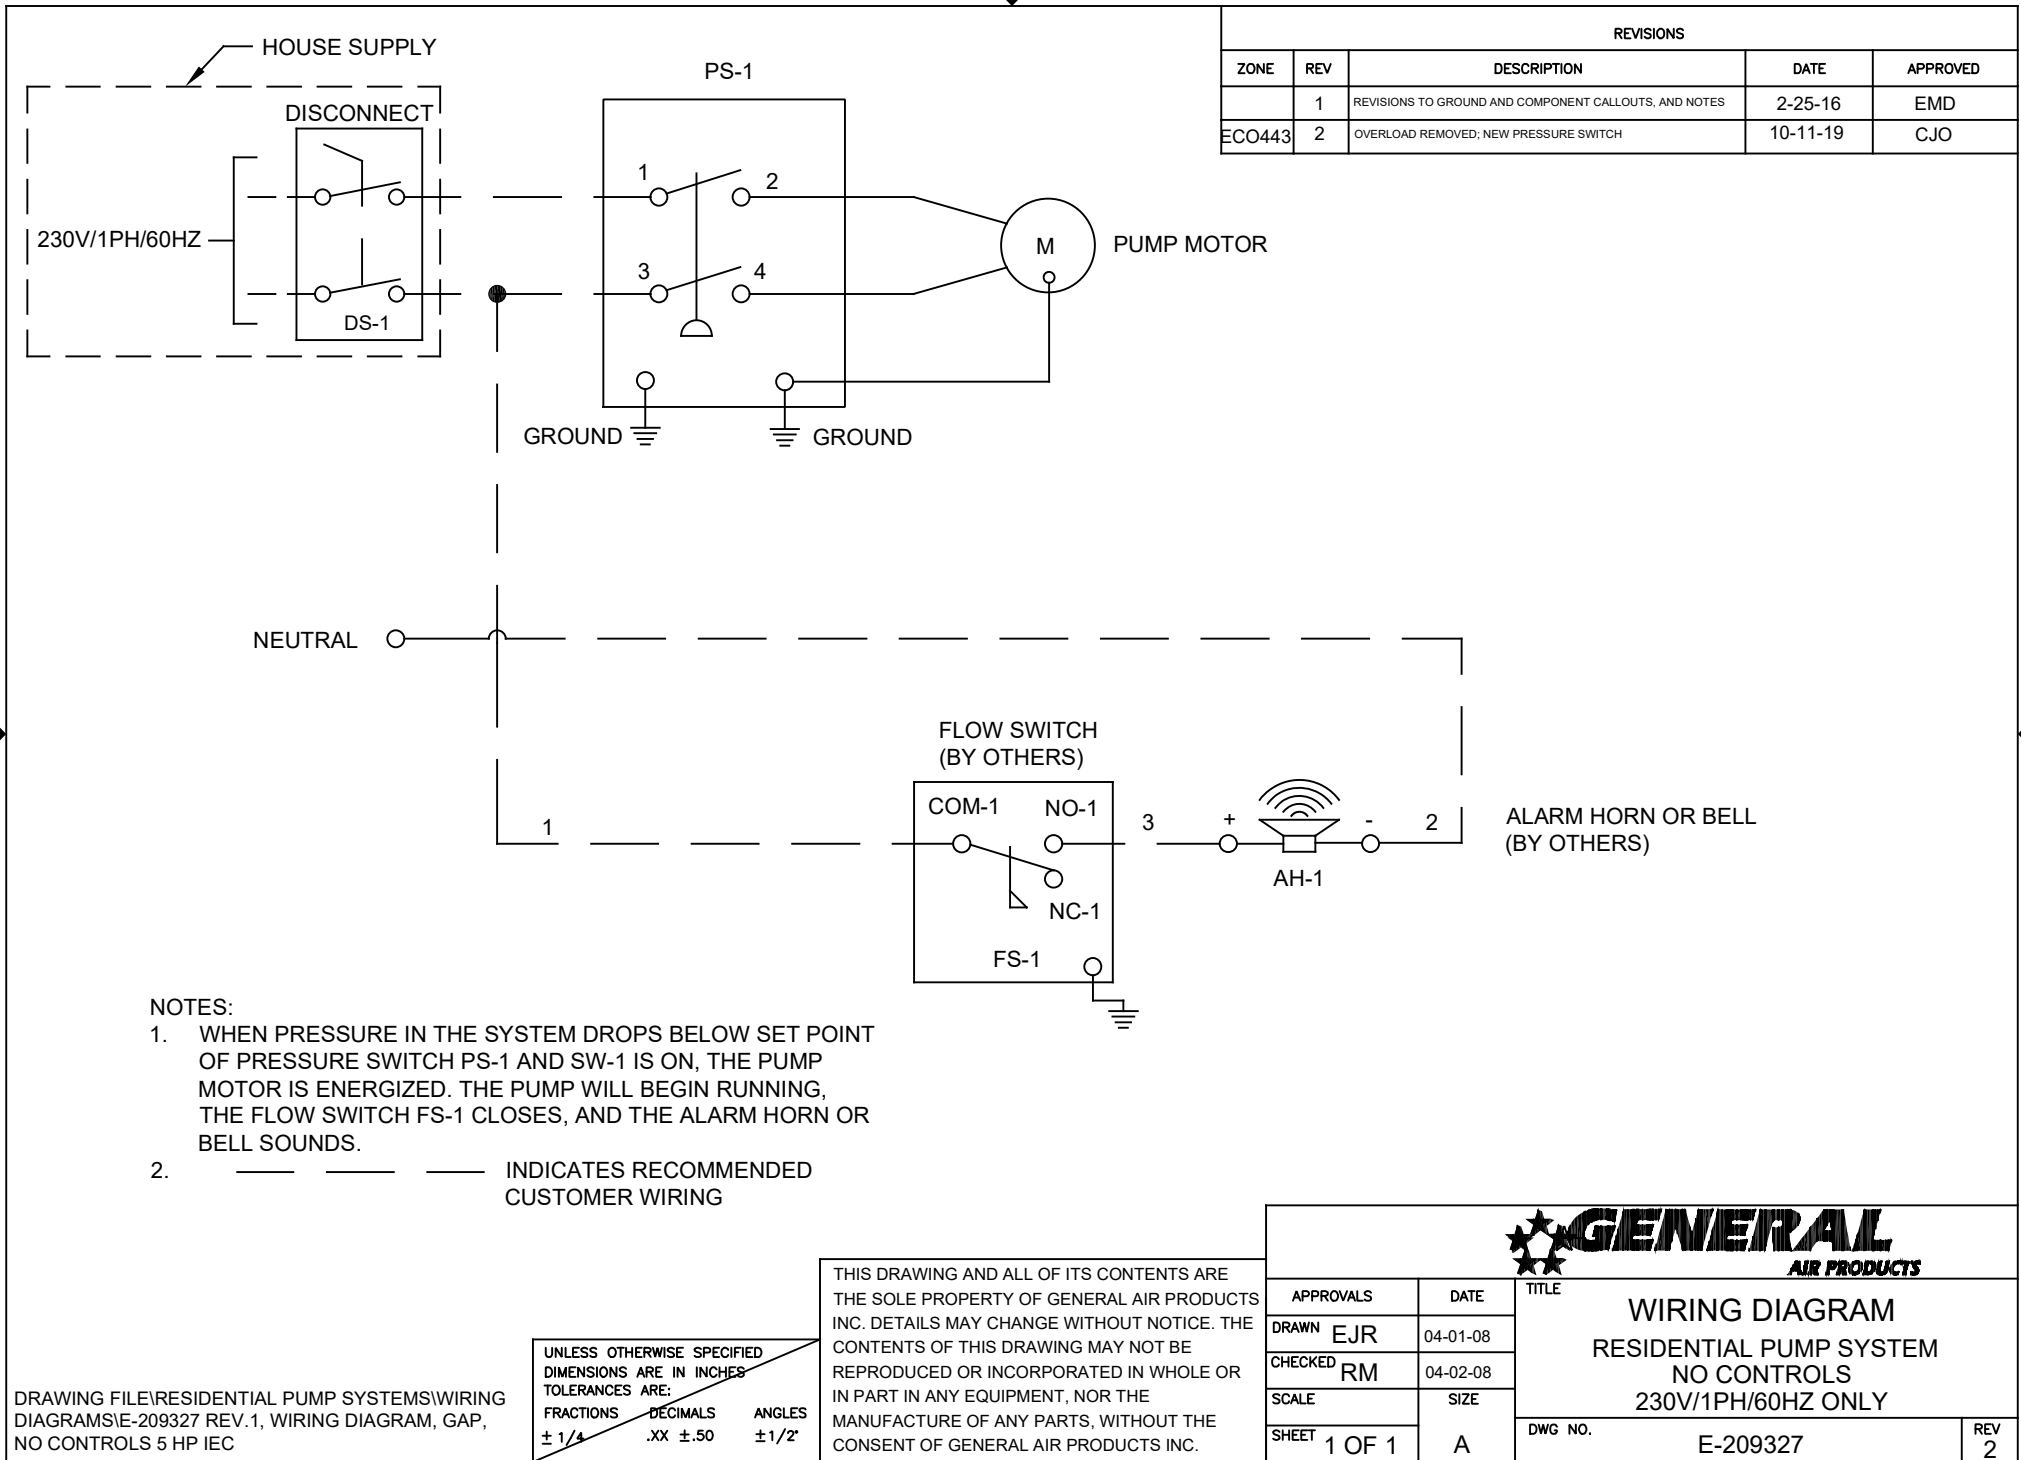 HOUSE SUPPLY
DISCONNECT
230V/1PH/60HZ
DS-1
PS-1
1
2
3
4
M
PUMP MOTOR
GROUND
GROUND
REVISIONS
ZONE REV DESCRIPTION DATE APPROVED
1 REVISIONS TO GROUND AND COMPONENT CALLOUTS, AND NOTES 2-25-16 EMD
ECO443 2 OVERLOAD REMOVED; NEW PRESSURE SWITCH 10-11-19 CJO
NEUTRAL
FLOW SWITCH
(BY OTHERS)
COM-1 NO-1
1
3
+
-
2
NC-1
FS-1
AH-1
ALARM HORN OR BELL
(BY OTHERS)
NOTES:
1. WHEN PRESSURE IN THE SYSTEM DROPS BELOW SET POINT
OF PRESSURE SWITCH PS-1 AND SW-1 IS ON, THE PUMP
MOTOR IS ENERGIZED. THE PUMP WILL BEGIN RUNNING,
THE FLOW SWITCH FS-1 CLOSES, AND THE ALARM HORN OR
BELL SOUNDS.
2. INDICATES RECOMMENDED
CUSTOMER WIRING
DRAWING FILE\RESIDENTIAL PUMP SYSTEMS\WIRING
DIAGRAMS\E-209327 REV.1, WIRING DIAGRAM, GAP,
NO CONTROLS 5 HP IEC
UNLESS OTHERWISE SPECIFIED
DIMENSIONS ARE IN INCHES
TOLERANCES ARE:
FRACTIONS DECIMALS ANGLES
± 1/4 .XX ±.50 ±1/2°
THIS DRAWING AND ALL OF ITS CONTENTS ARE
THE SOLE PROPERTY OF GENERAL AIR PRODUCTS
INC. DETAILS MAY CHANGE WITHOUT NOTICE. THE
CONTENTS OF THIS DRAWING MAY NOT BE
REPRODUCED OR INCORPORATED IN WHOLE OR
IN PART IN ANY EQUIPMENT, NOR THE
MANUFACTURE OF ANY PARTS, WITHOUT THE
CONSENT OF GENERAL AIR PRODUCTS INC.
GENERAL
AIR PRODUCTS
APPROVALS DATE
DRAWN EJR 04-01-08
CHECKED RM 04-02-08
SCALE SIZE
SHEET 1 OF 1 A
TITLE
WIRING DIAGRAM
RESIDENTIAL PUMP SYSTEM
NO CONTROLS
230V/1PH/60HZ ONLY
DWG NO. E-209327
REV
2